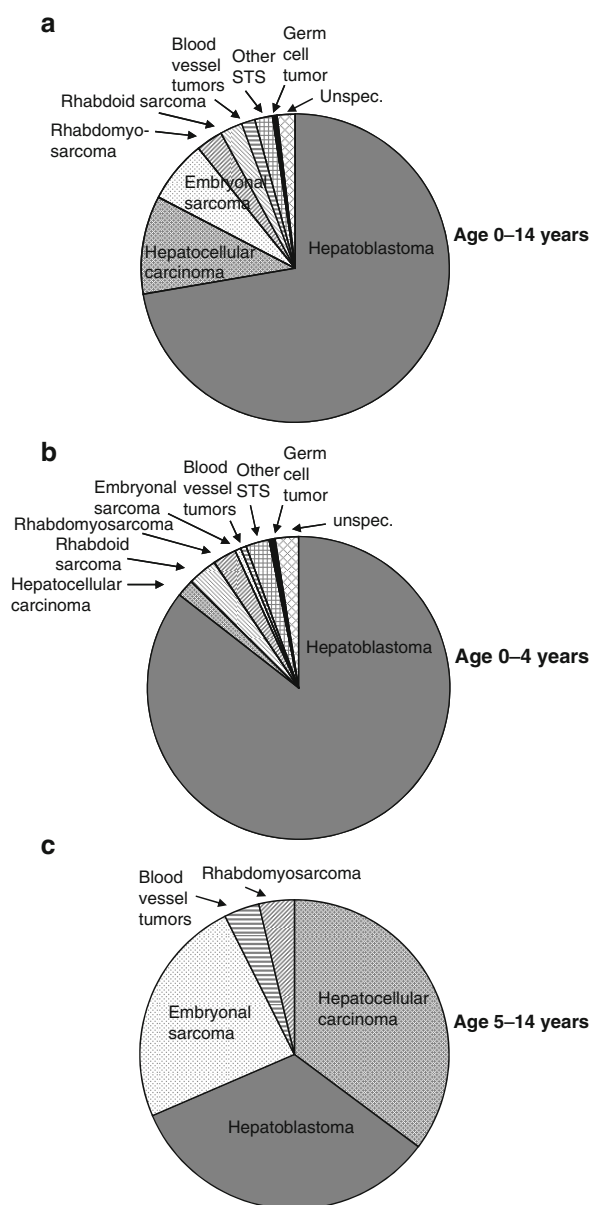 a
Germ
cell
tumor
Blood
vessel
tumors
Other
STS
Unspec.
Rhabdoid sarcoma
Rhabdomyo-
sarcoma
Embryonal
sarcoma
Hepatocellular
carcinoma
Hepatoblastoma
Age 0–14 years
b
Germ
cell
tumor
Blood
vessel
tumors
Other
STS
Embryonal
sarcoma
unspec.
Rhabdomyosarcoma
Rhabdoid
sarcoma
Hepatocellular
carcinoma
Hepatoblastoma
Age 0–4 years
c
Blood
vessel
tumors
Rhabdomyosarcoma
Embryonal
sarcoma
Hepatocellular
carcinoma
Age 5–14 years
Hepatoblastoma